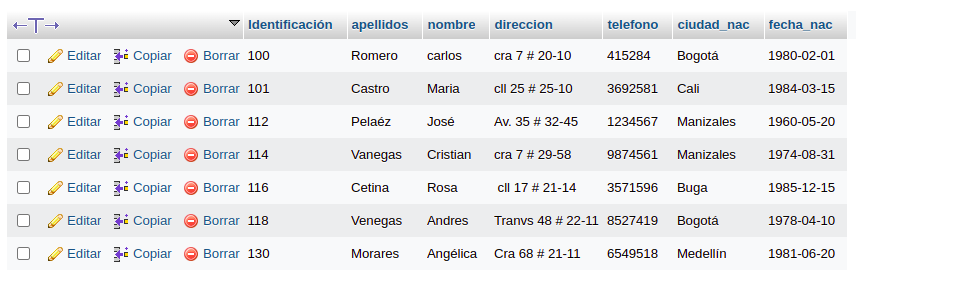 Identificación apellidos nombre direccion telefono ciudad_nac fecha_nac
Editar Copiar Borrar 100 Romero carlos cra 7 # 20-10 415284 Bogotá 1980-02-01
Editar Copiar Borrar 101 Castro Maria cll 25 # 25-10 3692581 Cali 1984-03-15
Editar Copiar Borrar 112 Pelaéz José Av. 35 # 32-45 1234567 Manizales 1960-05-20
Editar Copiar Borrar 114 Vanegas Cristian cra 7 # 29-58 9874561 Manizales 1974-08-31
Editar Copiar Borrar 116 Cetina Rosa cll 17 # 21-14 3571596 Buga 1985-12-15
Editar Copiar Borrar 118 Venegas Andres Tranvs 48 # 22-11 8527419 Bogotá 1978-04-10
Editar Copiar Borrar 130 Morares Angélica Cra 68 # 21-11 6549518 Medellín 1981-06-20